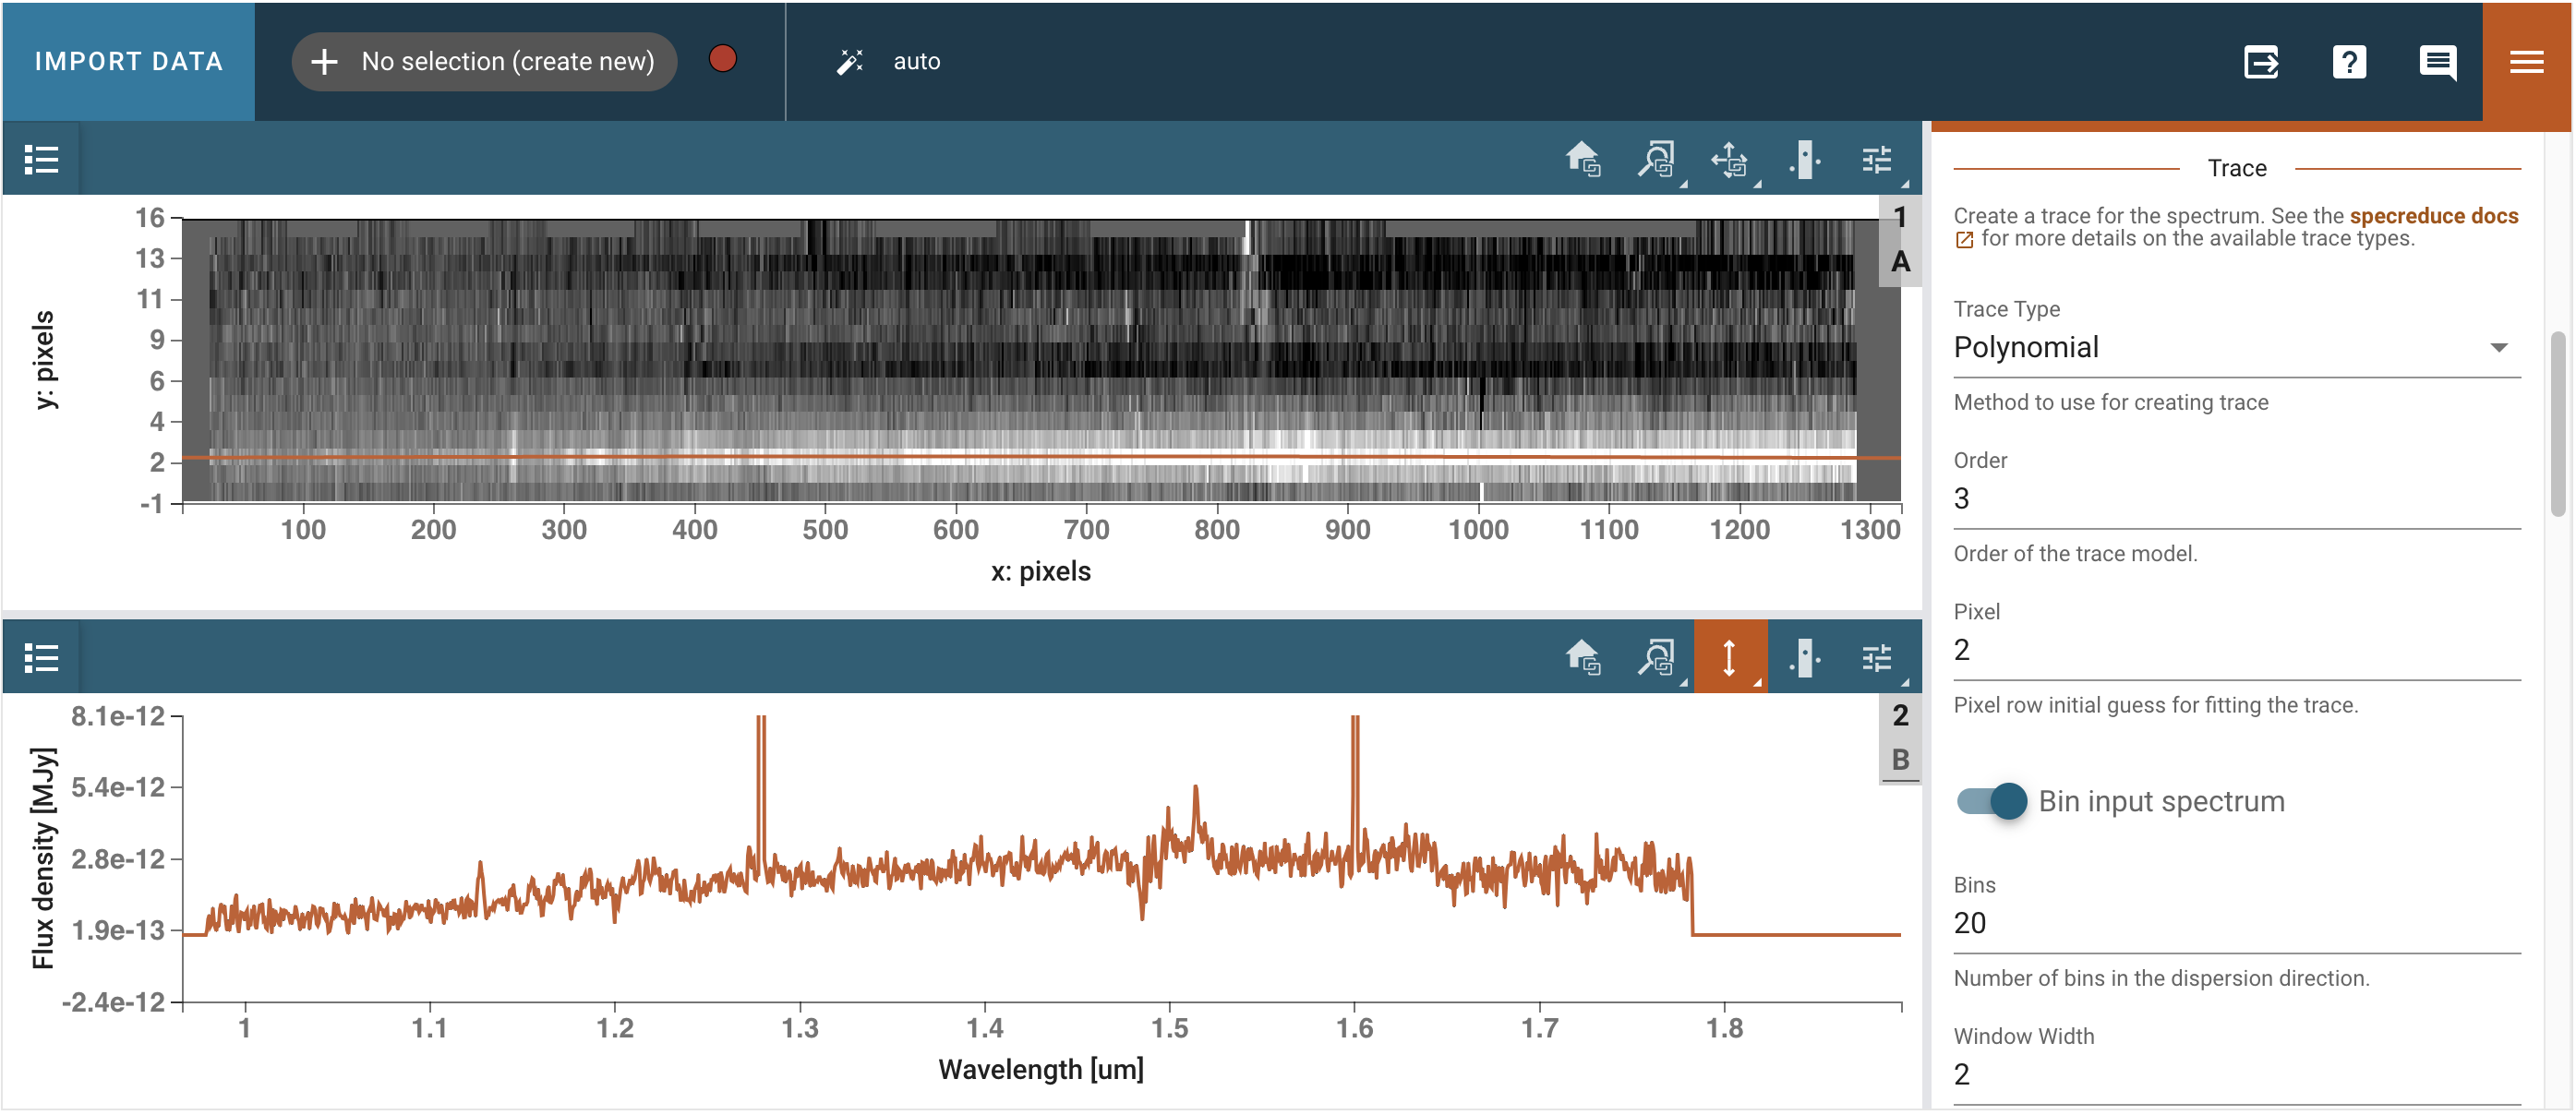 IMPORT DATA
No selection (create new)
auto
1
A
y: pixels
16
13
11
9
6
4
2
-1
100 200 300 400 500 600 700 800 900 1000 1100 1200 1300
x: pixels
2
B
Flux density [MJy]
8.1e-12
5.4e-12
2.8e-12
1.9e-13
-2.4e-12
1 1.1 1.2 1.3 1.4 1.5 1.6 1.7 1.8
Wavelength [um]
Trace
Create a trace for the spectrum. See the specreduce docs
for more details on the available trace types.
Trace Type
Polynomial
Method to use for creating trace
Order
3
Order of the trace model.
Pixel
2
Pixel row initial guess for fitting the trace.
Bin input spectrum
Bins
20
Number of bins in the dispersion direction.
Window Width
2